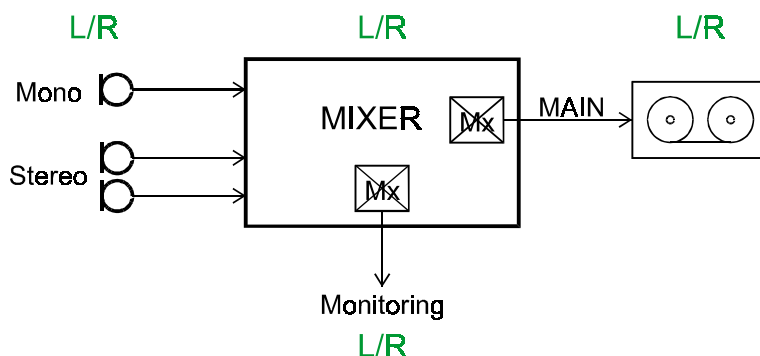 L/R L/R L/R
Mono
MIXER
Mx
MAIN
Stereo
Mx
Monitoring
L/R